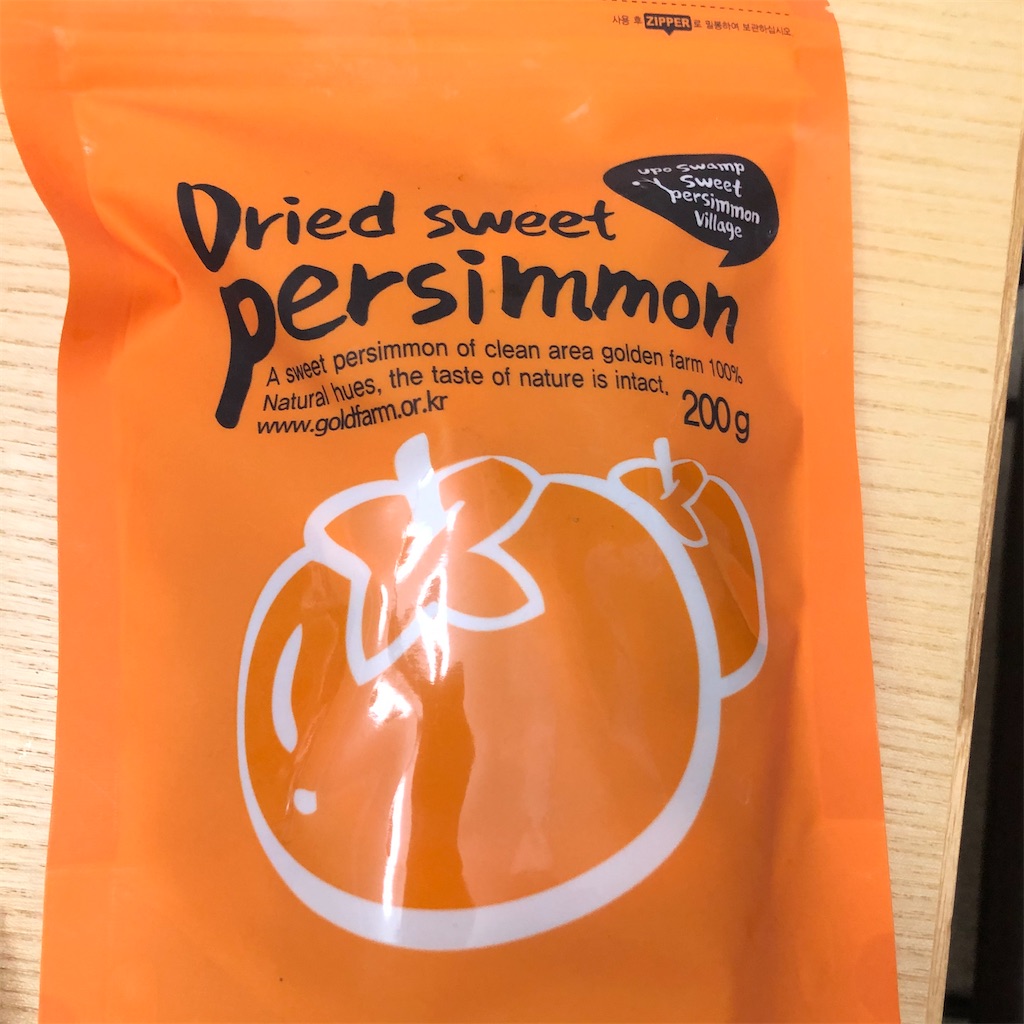 사용 후 ZIPPER로 밀봉하여 보관하십시오
upo swamp
Sweet
persimmon
Village
Dried sweet
persimmon
A sweet persimmon of clean area golden farm 100%
Natural hues, the taste of nature is intact.
www.goldfarm.or.kr
200g